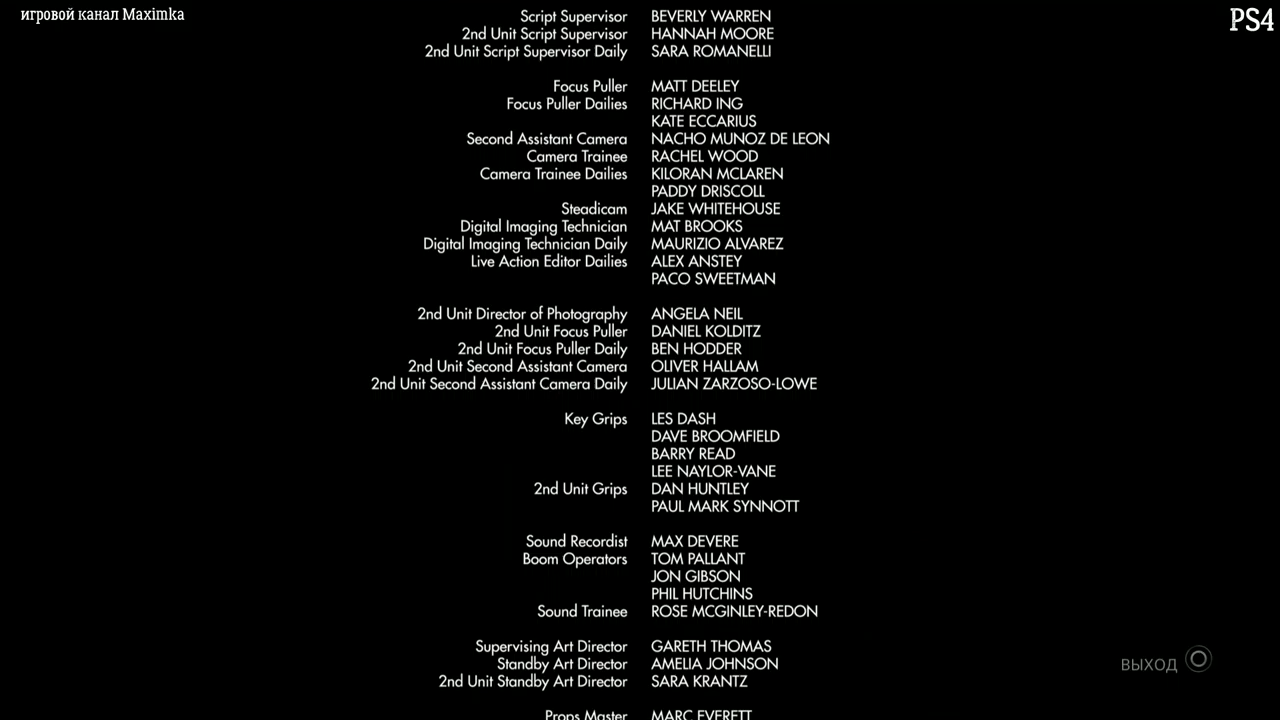 игровой канал Maximka
PS4
Script Supervisor BEVERLY WARREN
2nd Unit Script Supervisor HANNAH MOORE
2nd Unit Script Supervisor Daily SARA ROMANELLI
Focus Puller MATT DEELEY
Focus Puller Dailies RICHARD ING
KATE ECCARIUS
Second Assistant Camera NACHO MUNOZ DE LEON
Camera Trainee RACHEL WOOD
Camera Trainee Dailies KILORAN MCLAREN
PADDY DRISCOLL
Steadicam JAKE WHITEHOUSE
Digital Imaging Technician MAT BROOKS
Digital Imaging Technician Daily MAURIZIO ALVAREZ
Live Action Editor Dailies ALEX ANSTEY
PACO SWEETMAN
2nd Unit Director of Photography ANGELA NEIL
2nd Unit Focus Puller DANIEL KOLDITZ
2nd Unit Focus Puller Daily BEN HODDER
2nd Unit Second Assistant Camera OLIVER HALLAM
2nd Unit Second Assistant Camera Daily JULIAN ZARZOSO-LOWE
Key Grips LES DASH
DAVE BROOMFIELD
BARRY READ
LEE NAYLOR-VANE
2nd Unit Grips DAN HUNTLEY
PAUL MARK SYNNOTT
Sound Recordist MAX DEVERE
Boom Operators TOM PALLANT
JON GIBSON
PHIL HUTCHINS
Sound Trainee ROSE MCGINLEY-REDON
Supervising Art Director GARETH THOMAS
Standby Art Director AMELIA JOHNSON
2nd Unit Standby Art Director SARA KRANTZ
Props Master MARC EVERETT
ВЫХОД